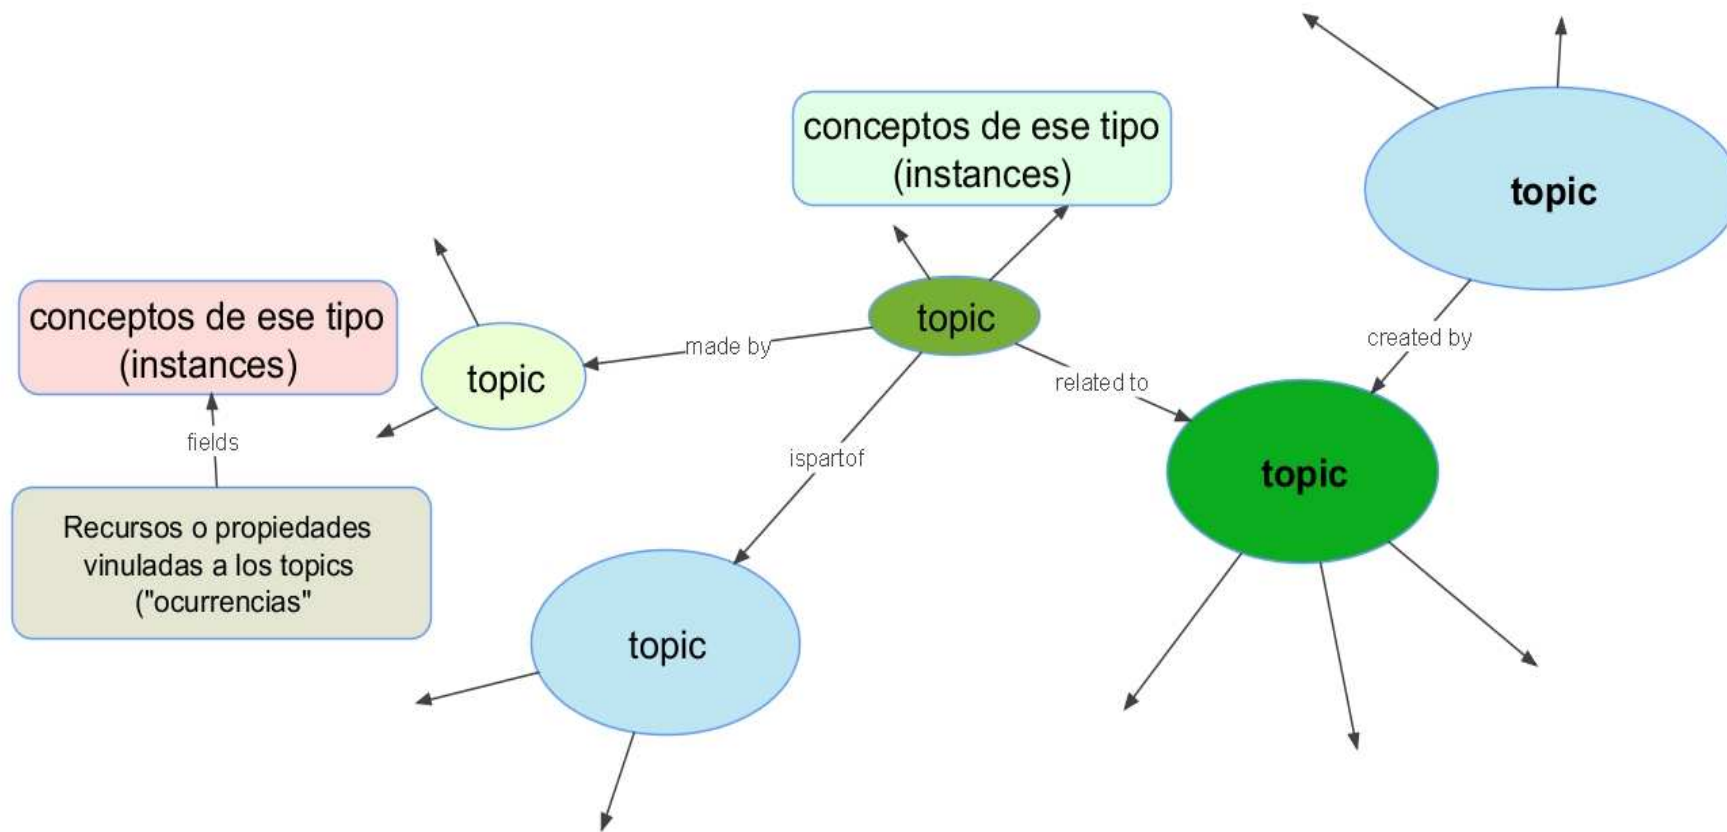 conceptos de ese tipo
(instances)
topic
conceptos de ese tipo
(instances)
topic
topic
made by
created by
related to
topic
fields
ispartof
topic
Recursos o propiedades
vinuladas a los topics
("ocurrencias"
topic